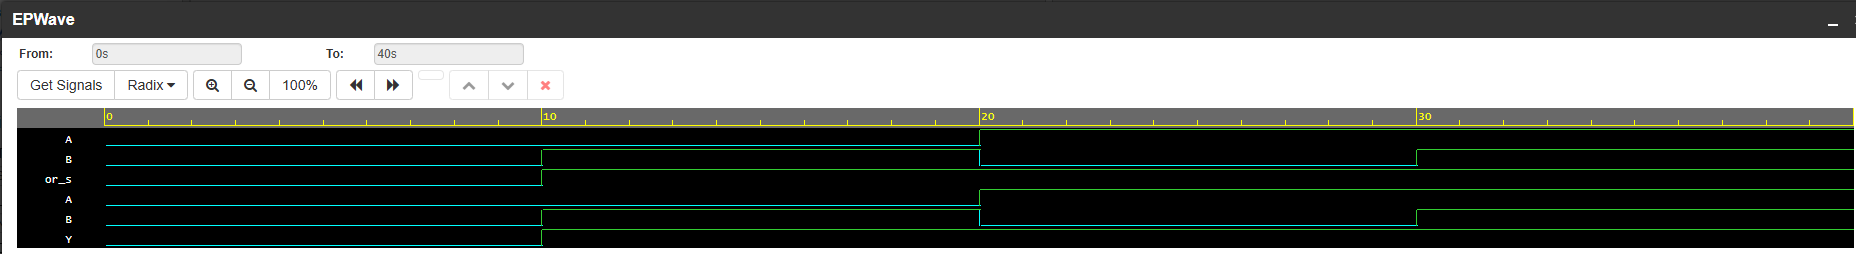 EPWave
From: 0s To: 40s
Get Signals Radix 100%
0 10 20 30
A
B
or_s
A
B
Y